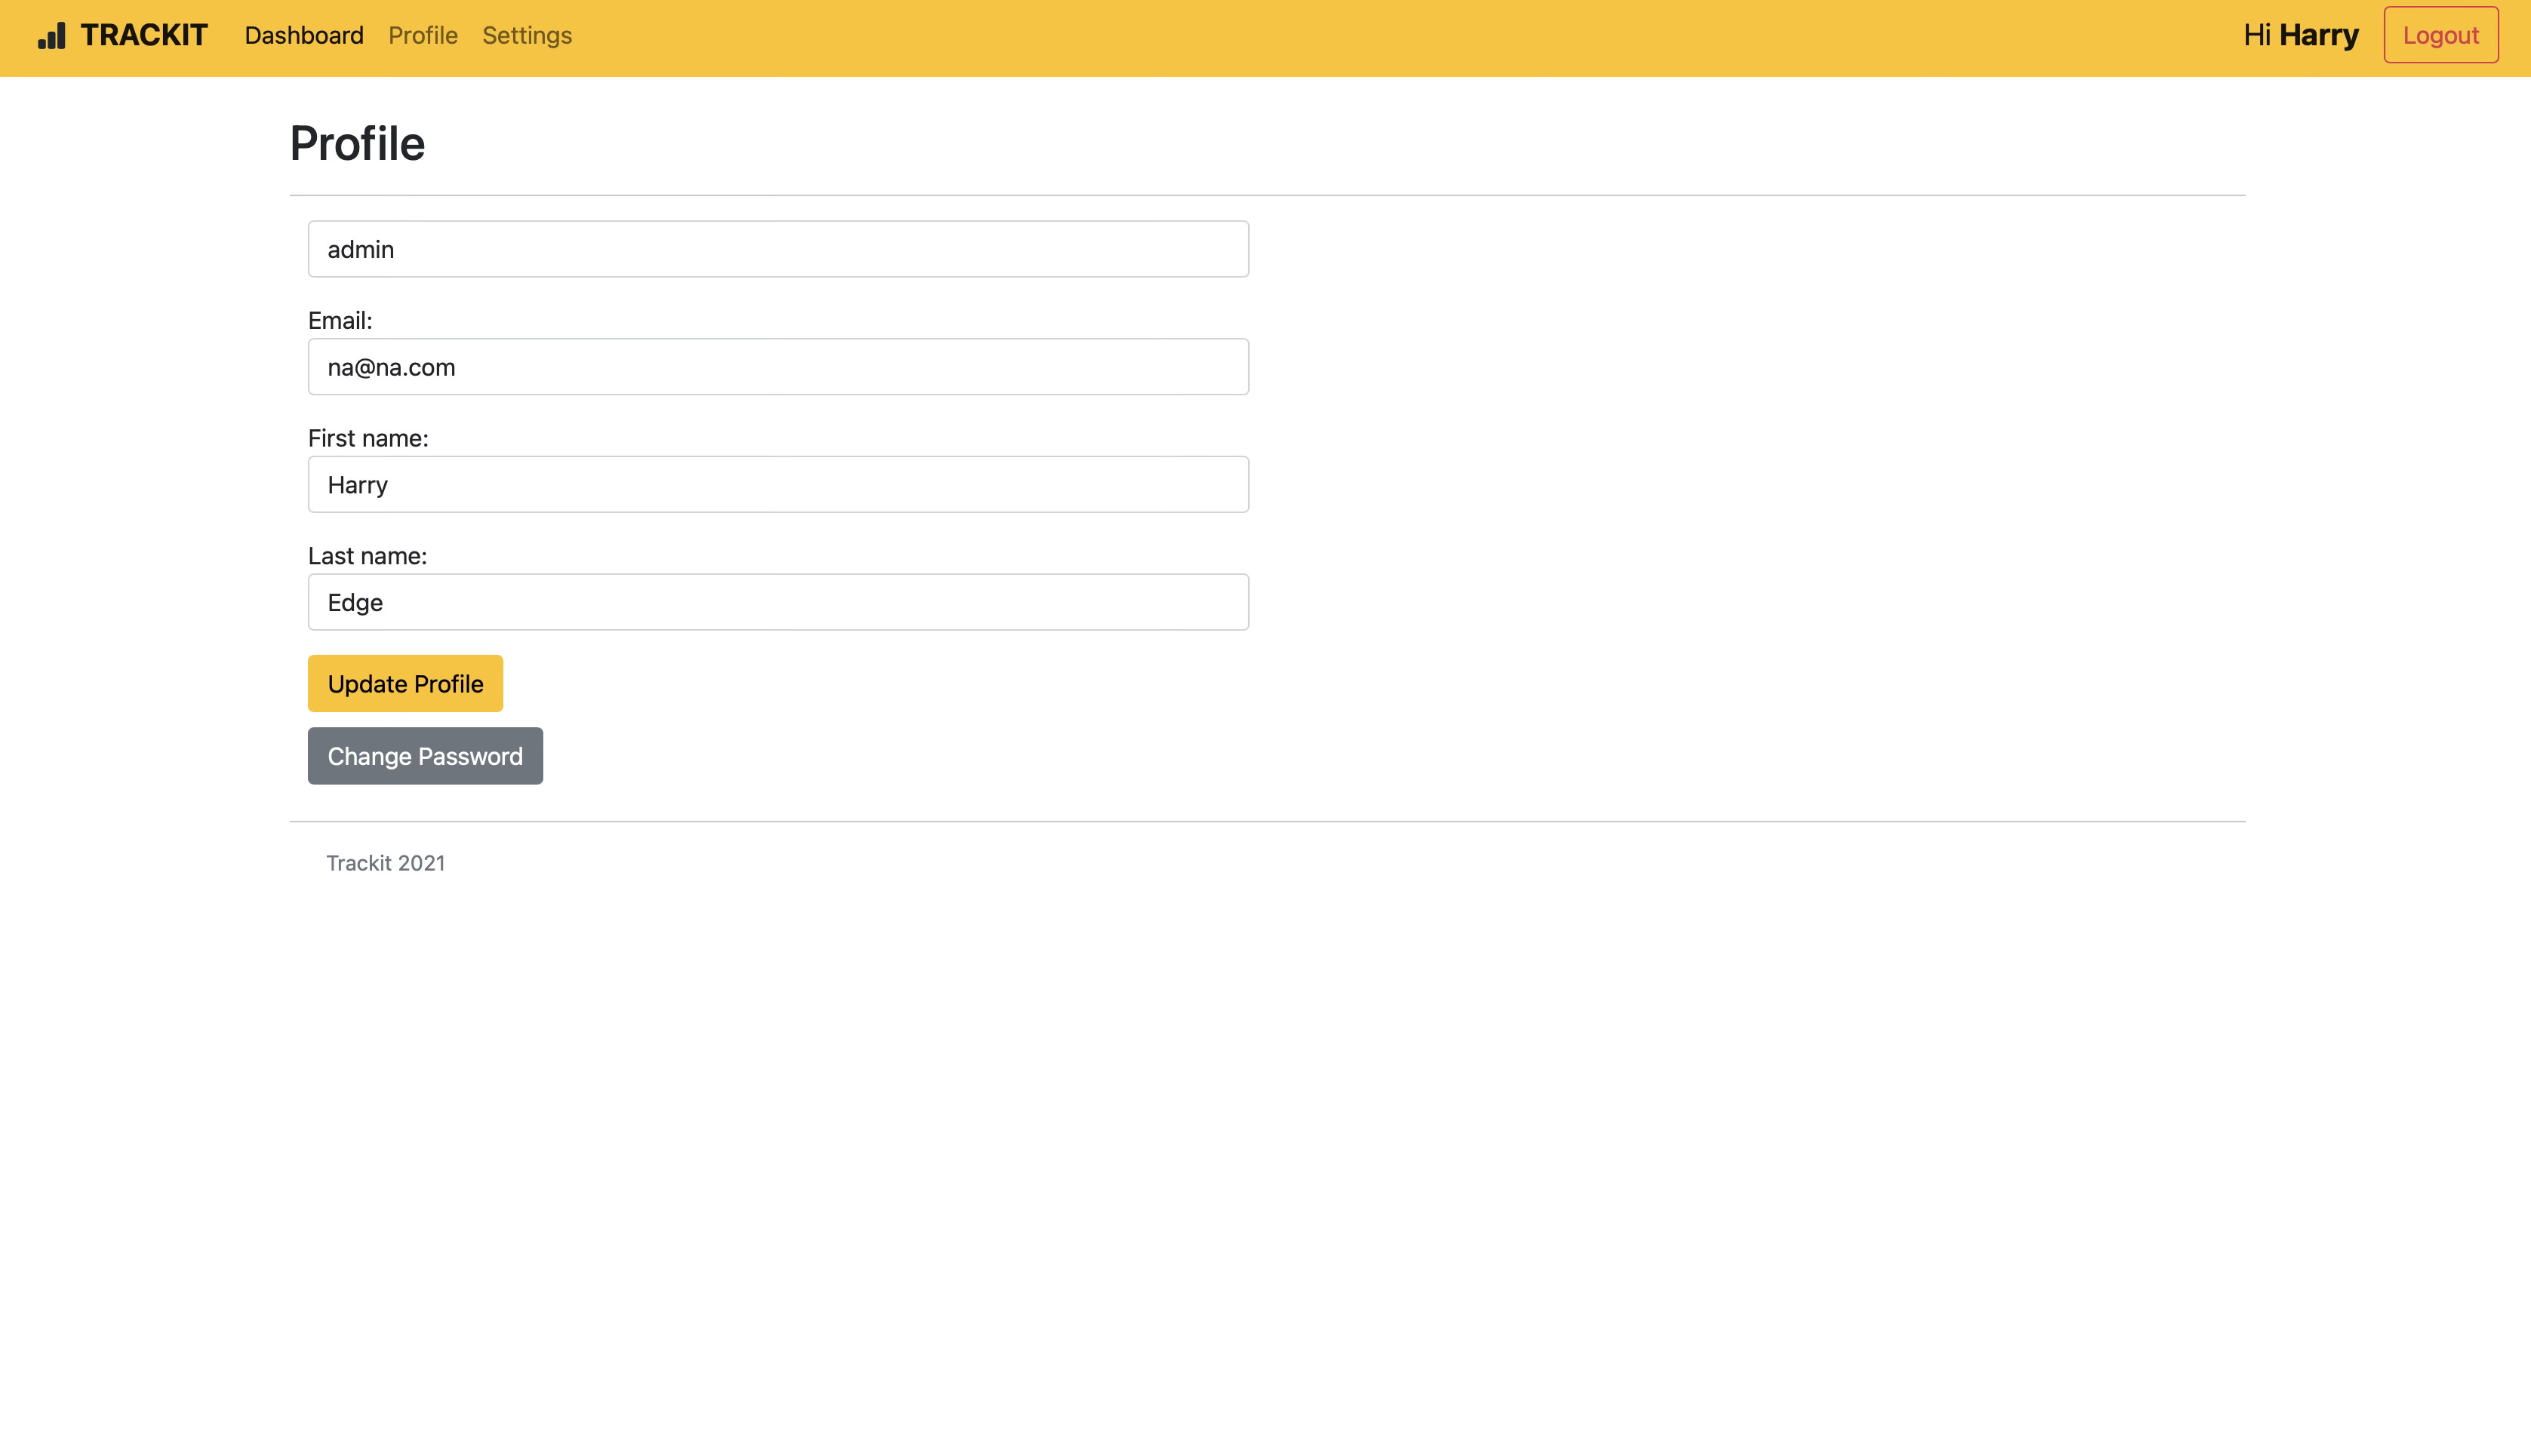 TRACKIT Dashboard Profile Settings Hi Harry Logout
Profile
admin
Email:
na@na.com
First name:
Harry
Last name:
Edge
Update Profile
Change Password
Trackit 2021